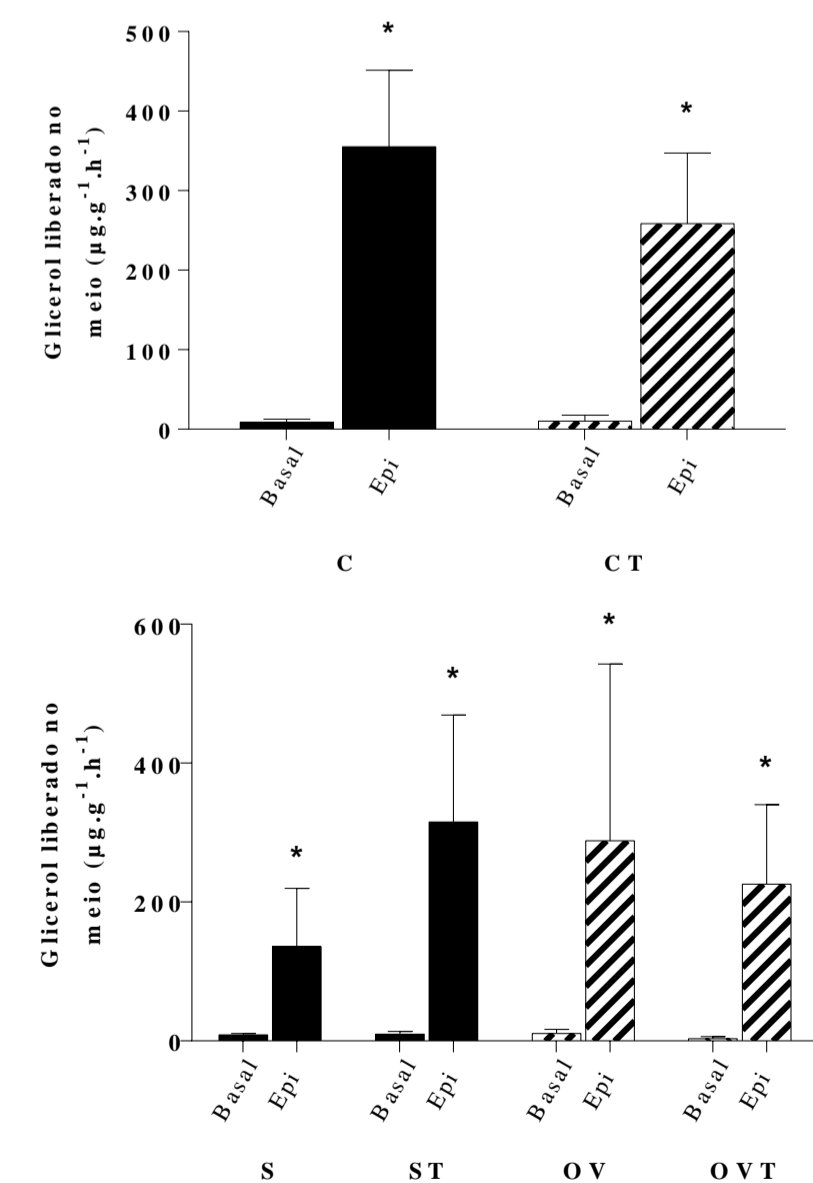 Glicerol liberado no
meio (µg.g⁻¹.h⁻¹)
500
400
300
200
100
0
*
*
Basal
Epi
Basal
Epi
C
CT
Glicerol liberado no
meio (µg.g⁻¹.h⁻¹)
600
400
200
0
*
*
*
*
Basal
Epi
Basal
Epi
Basal
Epi
Basal
Epi
S
ST
OV
OVT